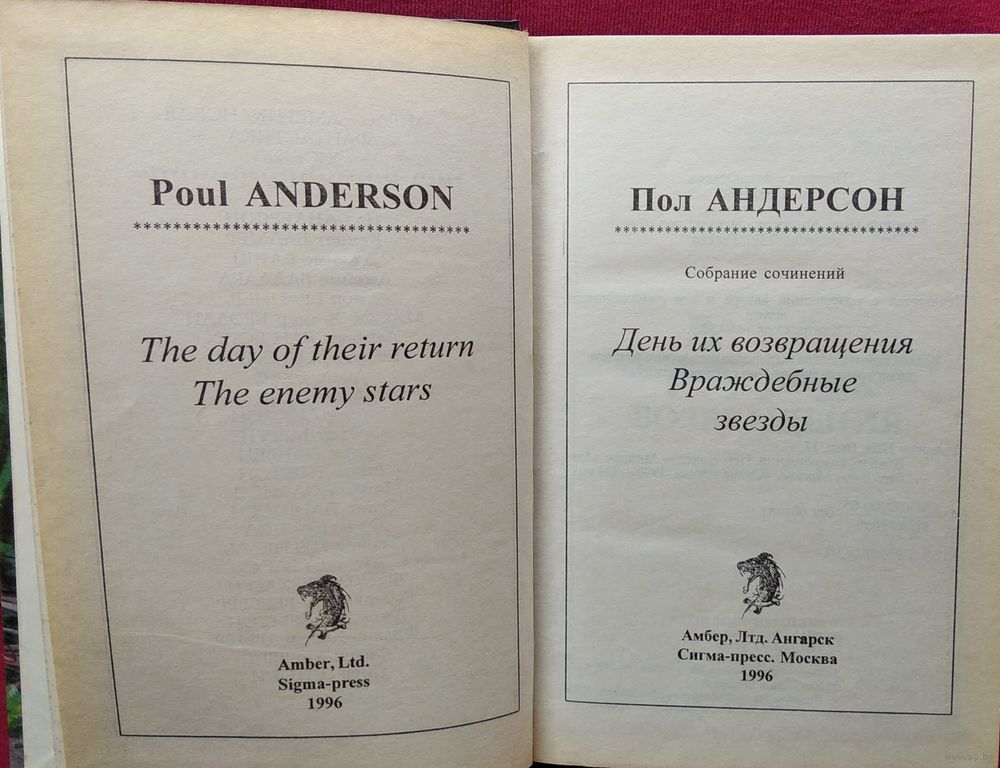 Poul ANDERSON
************************************
The day of their return
The enemy stars
Amber, Ltd.
Sigma-press
1996
Пол АНДЕРСОН
************************************
Собрание сочинений
День их возвращения
Враждебные
звезды
Амбер, Лтд. Ангарск
Сигма-пресс. Москва
1996